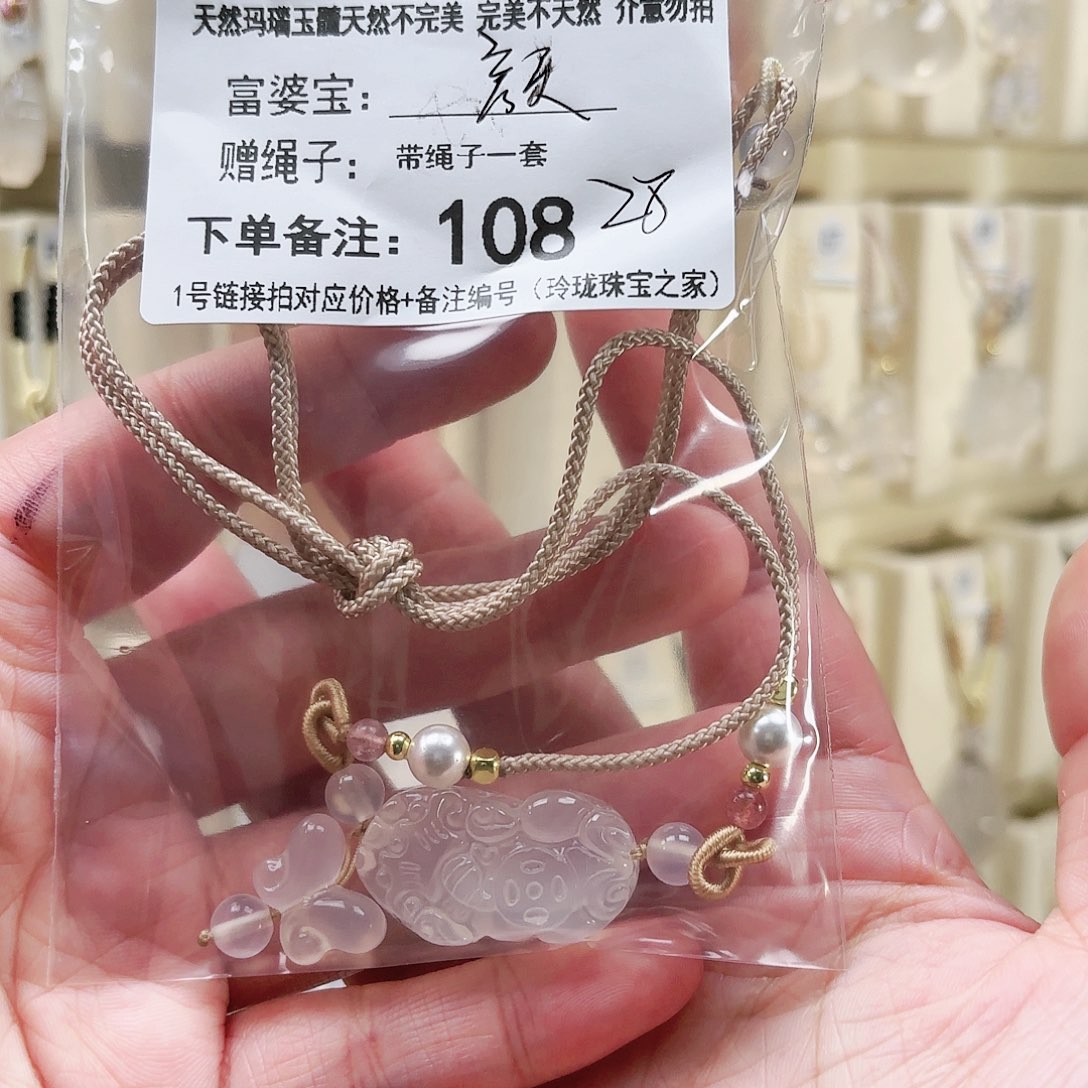 天然玛瑙玉髓天然不完美 完美不天然 介意勿拍
富婆宝：
赠绳子： 带绳子一套
下单备注：108 28
1号链接拍对应价格+备注编号（玲珑珠宝之家）